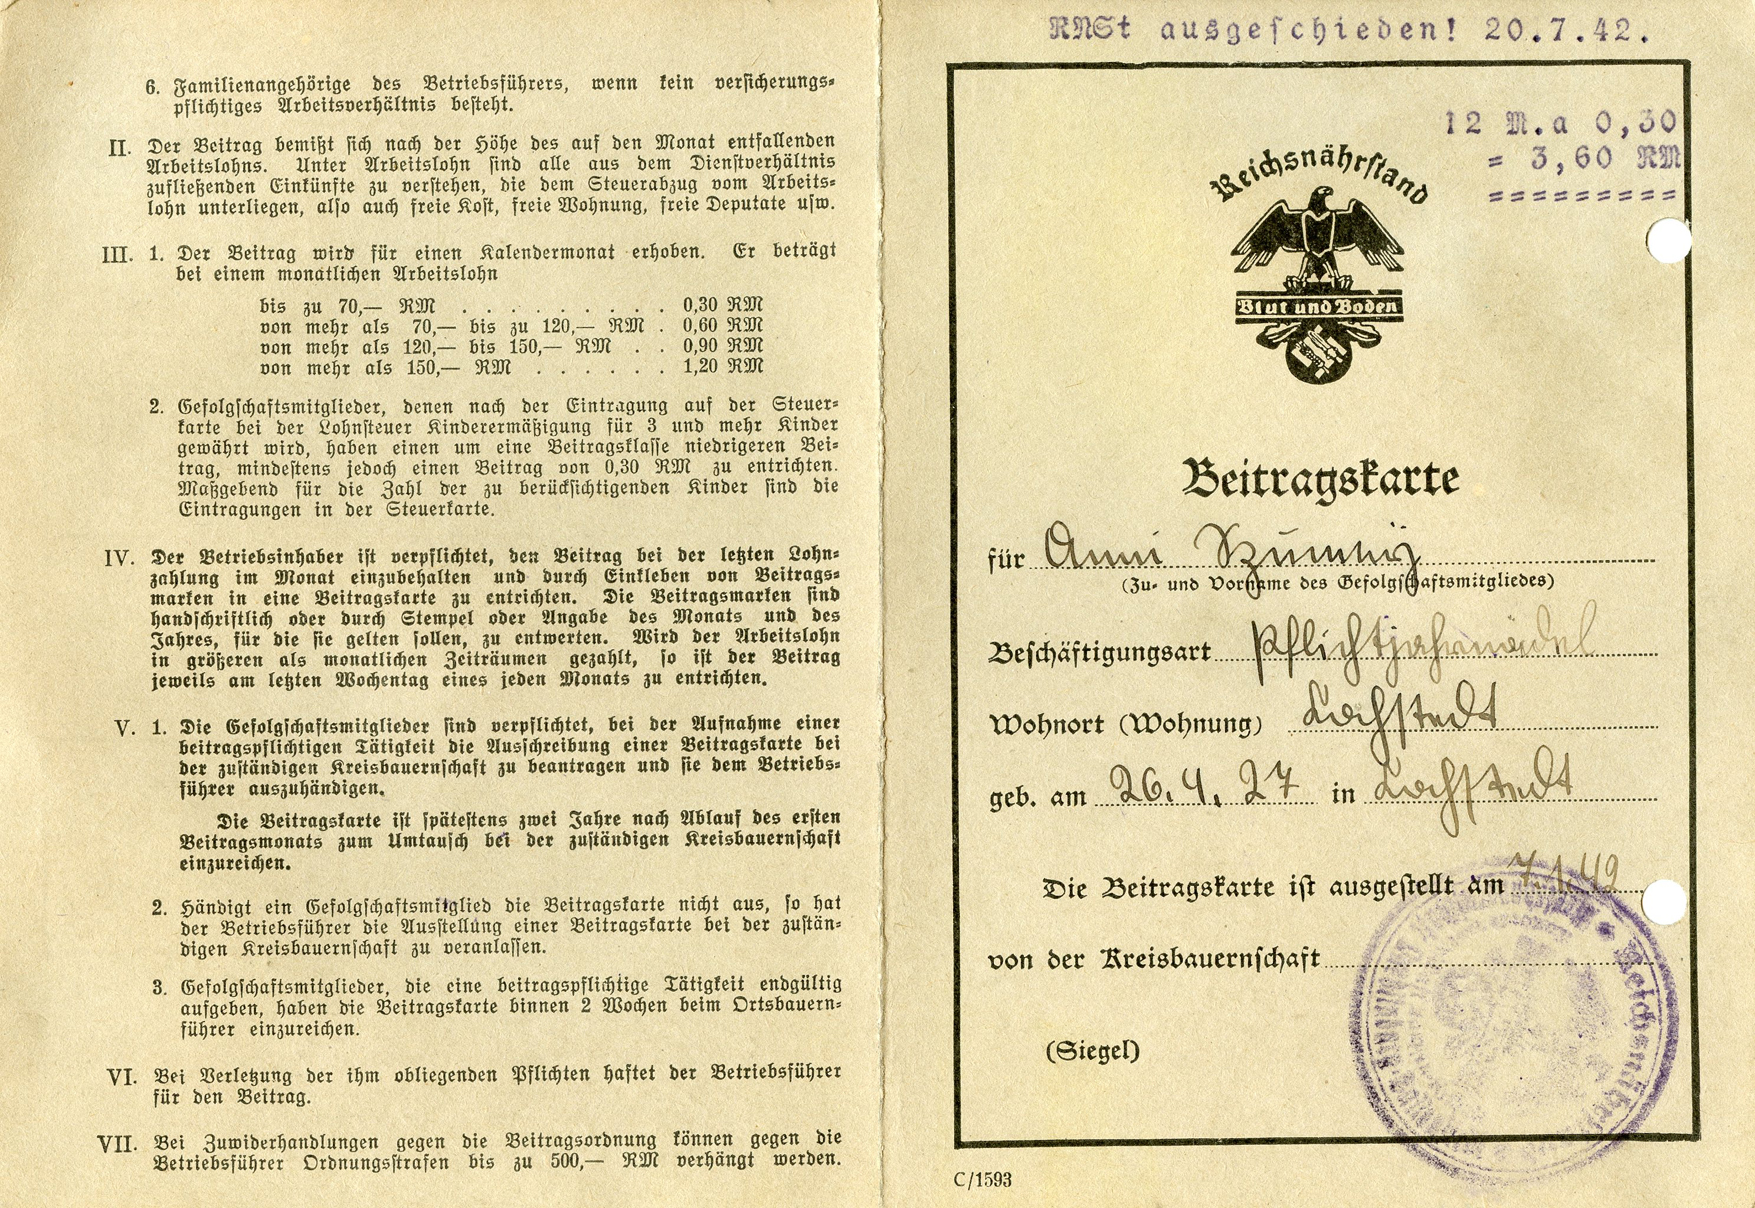 6. Familienangehörige des Betriebsführers, wenn kein versicherungs-
pflichtiges Arbeitsverhältnis besteht.
II. Der Beitrag bemißt sich nach der Höhe des auf den Monat entfallenden
Arbeitslohns. Unter Arbeitslohn sind alle aus dem Dienstverhältnis
zufließenden Einkünfte zu verstehen, die dem Steuerabzug vom Arbeits-
lohn unterliegen, also auch freie Kost, freie Wohnung, freie Deputate usw.
III. 1. Der Beitrag wird für einen Kalendermonat erhoben. Er beträgt
bei einem monatlichen Arbeitslohn
bis zu 70,— RM . . . . . . . . . 0,30 RM
von mehr als 70,— bis zu 120,— RM . 0,60 RM
von mehr als 120,— bis 150,— RM . . 0,90 RM
von mehr als 150,— RM . . . . . . 1,20 RM
2. Gefolgschaftsmitglieder, denen nach der Eintragung auf der Steuer-
karte bei der Lohnsteuer Kinderermäßigung für 3 und mehr Kinder
gewährt wird, haben einen um eine Beitragsklasse niedrigeren Bei-
trag, mindestens jedoch einen Beitrag von 0,30 RM zu entrichten.
Maßgebend für die Zahl der zu berücksichtigenden Kinder sind die
Eintragungen in der Steuerkarte.
IV. Der Betriebsinhaber ist verpflichtet, den Beitrag bei der letzten Lohn-
zahlung im Monat einzubehalten und durch Einkleben von Beitrags-
marken in eine Beitragskarte zu entrichten. Die Beitragsmarken sind
handschriftlich oder durch Stempel oder Angabe des Monats und des
Jahres, für die sie gelten sollen, zu entwerten. Wird der Arbeitslohn
in größeren als monatlichen Zeiträumen gezahlt, so ist der Beitrag
jeweils am letzten Wochentag eines jeden Monats zu entrichten.
V. 1. Die Gefolgschaftsmitglieder sind verpflichtet, bei der Aufnahme einer
beitragspflichtigen Tätigkeit die Ausschreibung einer Beitragskarte bei
der zuständigen Kreisbauernschaft zu beantragen und sie dem Betriebs-
führer auszuhändigen.
Die Beitragskarte ist spätestens zwei Jahre nach Ablauf des ersten
Beitragsmonats zum Umtausch bei der zuständigen Kreisbauernschaft
einzureichen.
2. Händigt ein Gefolgschaftsmitglied die Beitragskarte nicht aus, so hat
der Betriebsführer die Ausstellung einer Beitragskarte bei der zustän-
digen Kreisbauernschaft zu veranlassen.
3. Gefolgschaftsmitglieder, die eine beitragspflichtige Tätigkeit endgültig
aufgeben, haben die Beitragskarte binnen 2 Wochen beim Ortsbauern-
führer einzureichen.
VI. Bei Verletzung der ihm obliegenden Pflichten haftet der Betriebsführer
für den Beitrag.
VII. Bei Zuwiderhandlungen gegen die Beitragsordnung können gegen die
Betriebsführer Ordnungsstrafen bis zu 500,— RM verhängt werden.
RNSt ausgeschieden! 20.7.42.
12 M.a 0,30
= 3,60 RM
=========
Reichsnährstand
Blut und Boden
Beitragskarte
für Anni Szumny
(Zu- und Vorname des Gefolgschaftsmitgliedes)
Beschäftigungsart Pflichtjahrmädel
Wohnort (Wohnung) Lochstedt
geb. am 26.4.27 in Lochstedt
Die Beitragskarte ist ausgestellt am 7.1.42
von der Kreisbauernschaft
(Siegel)
Reichsnährstand
C/1593